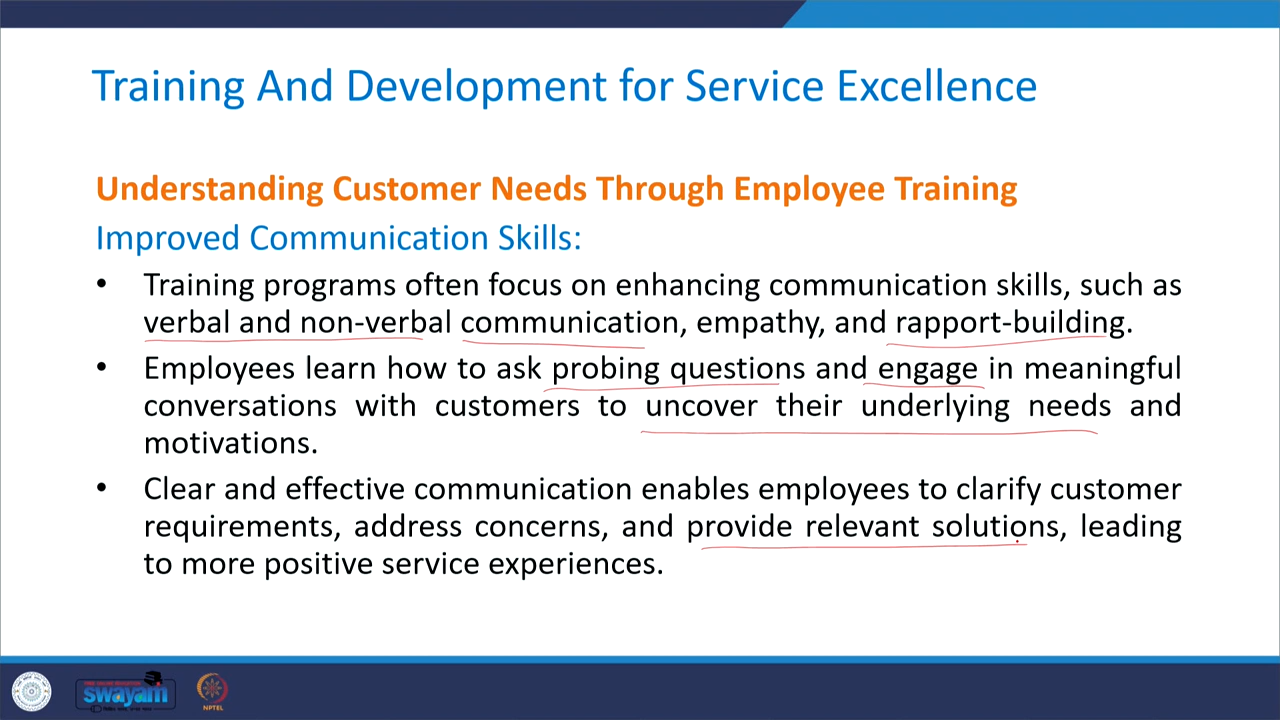 Training And Development for Service Excellence
Understanding Customer Needs Through Employee Training
Improved Communication Skills:
• Training programs often focus on enhancing communication skills, such as
verbal and non-verbal communication, empathy, and rapport-building.
• Employees learn how to ask probing questions and engage in meaningful
conversations with customers to uncover their underlying needs and
motivations.
• Clear and effective communication enables employees to clarify customer
requirements, address concerns, and provide relevant solutions, leading
to more positive service experiences.
swayam
NPTEL